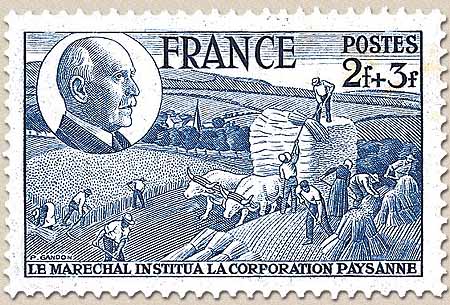 FRANCE
POSTES
2f+3f
P. GANDON
LE MARECHAL INSTITUA LA CORPORATION PAYSANNE